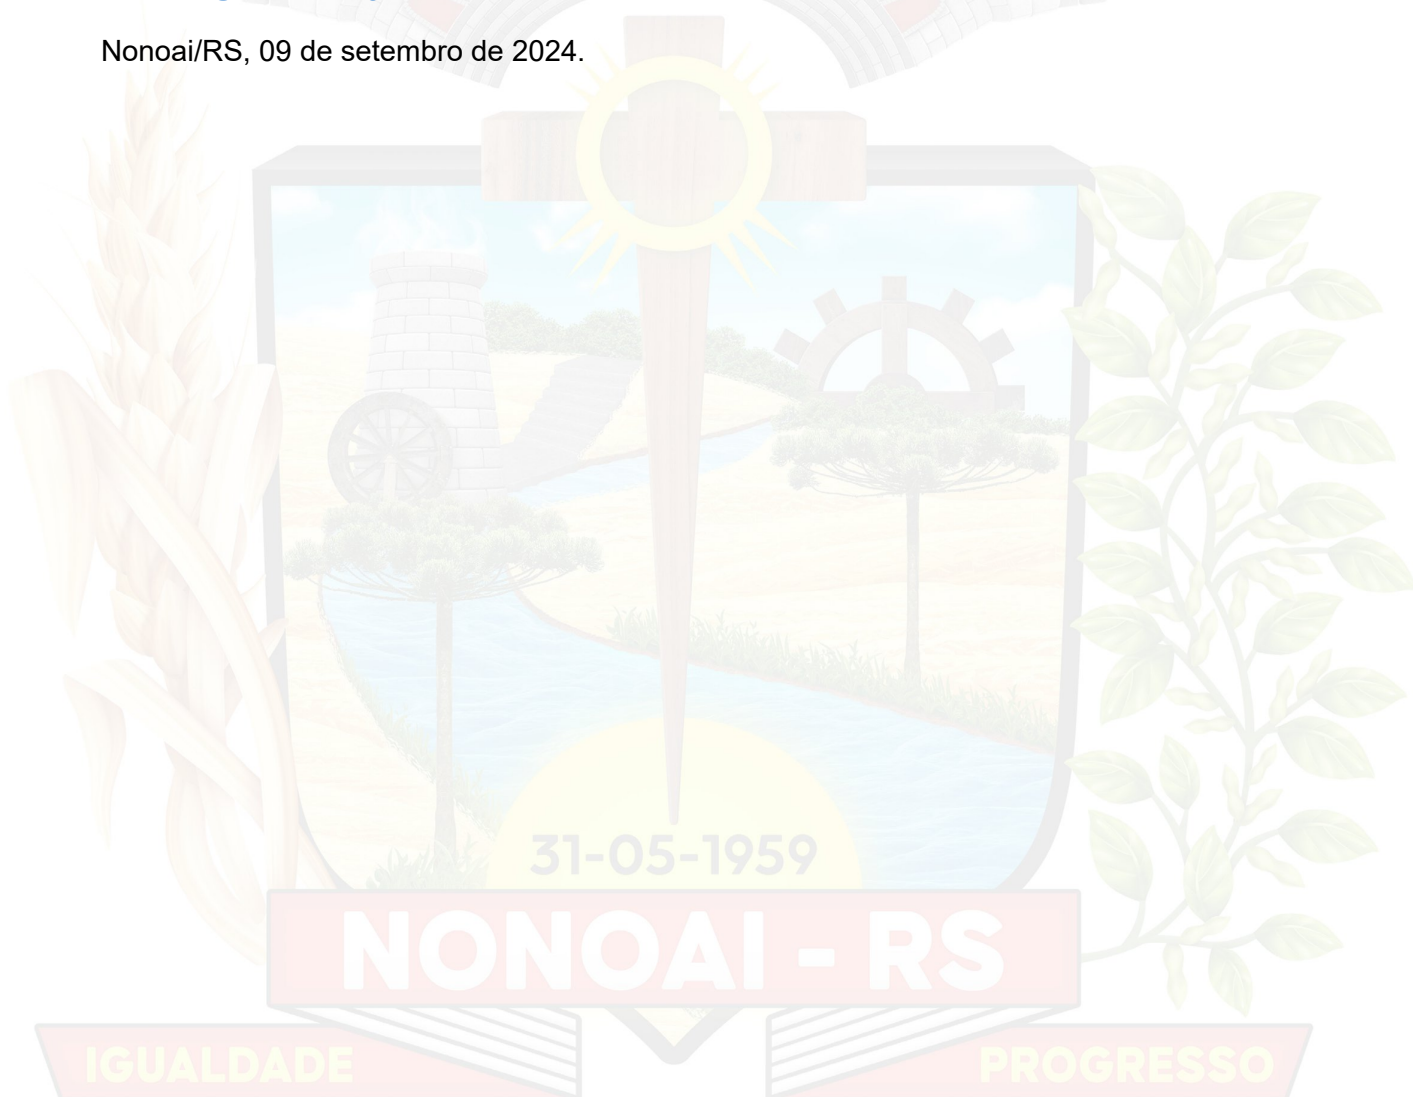 Nonoai/RS, 09 de setembro de 2024.
31-05-1959
NONOAI - RS
IGUALDADE
PROGRESSO